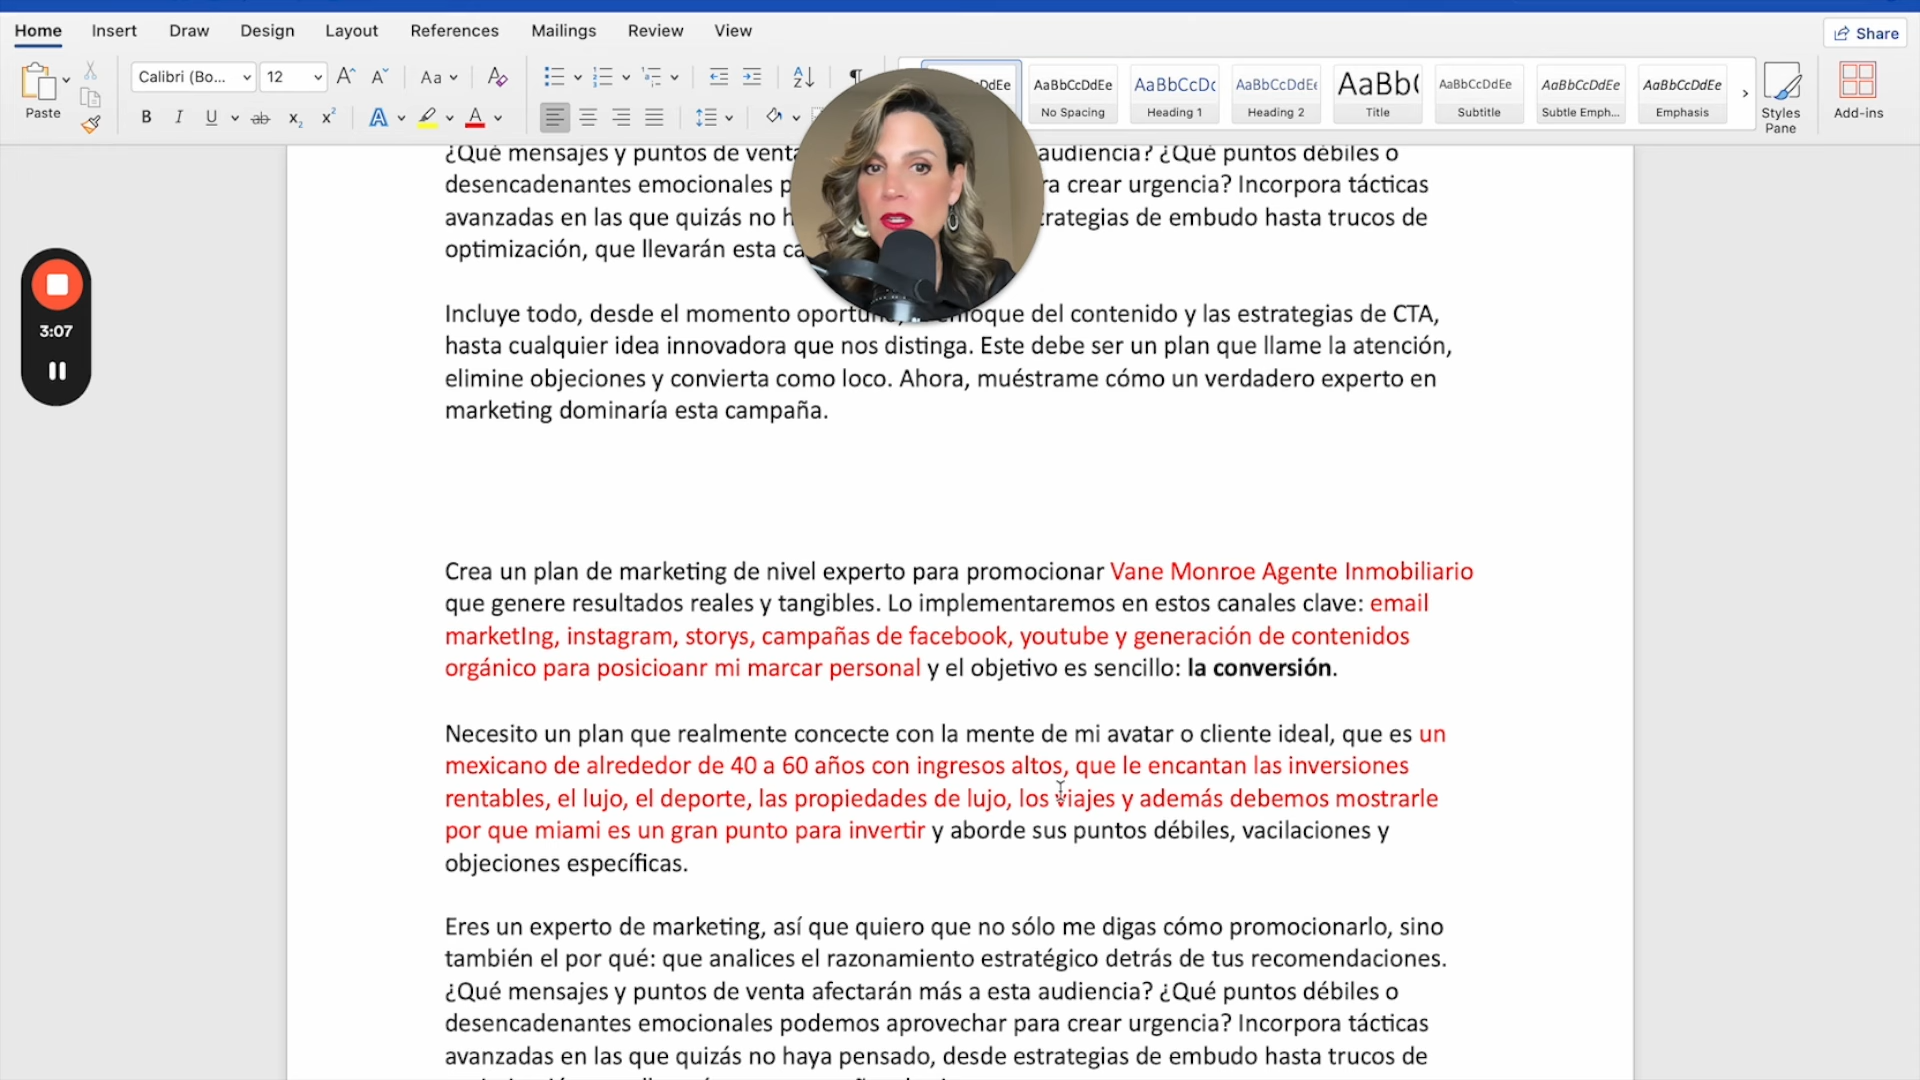 Home Insert Draw Design Layout References Mailings Review View Share
Calibri (Bo... 12 Aa
Paste
AaBbCcDdEe AaBbCcDc AaBbCcDdEe AaBb( AaBbCcDdEe AaBbCcDdEe AaBbCcDdEe
No Spacing Heading 1 Heading 2 Title Subtitle Subtle Emph... Emphasis
Styles Pane
Add-ins
¿Qué mensajes y puntos de venta audiencia? ¿Qué puntos débiles o
desencadenantes emocionales p ra crear urgencia? Incorpora tácticas
avanzadas en las que quizás no h trategias de embudo hasta trucos de
optimización, que llevarán esta ca
Incluye todo, desde el momento oportuno, enfoque del contenido y las estrategias de CTA,
hasta cualquier idea innovadora que nos distinga. Este debe ser un plan que llame la atención,
elimine objeciones y convierta como loco. Ahora, muéstrame cómo un verdadero experto en
marketing dominaría esta campaña.
3:07
Crea un plan de marketing de nivel experto para promocionar Vane Monroe Agente Inmobiliario
que genere resultados reales y tangibles. Lo implementaremos en estos canales clave: email
marketIng, instagram, storys, campañas de facebook, youtube y generación de contenidos
orgánico para posicioanr mi marcar personal y el objetivo es sencillo: la conversión.
Necesito un plan que realmente concecte con la mente de mi avatar o cliente ideal, que es un
mexicano de alrededor de 40 a 60 años con ingresos altos, que le encantan las inversiones
rentables, el lujo, el deporte, las propiedades de lujo, los viajes y además debemos mostrarle
por que miami es un gran punto para invertir y aborde sus puntos débiles, vacilaciones y
objeciones específicas.
Eres un experto de marketing, así que quiero que no sólo me digas cómo promocionarlo, sino
también el por qué: que analices el razonamiento estratégico detrás de tus recomendaciones.
¿Qué mensajes y puntos de venta afectarán más a esta audiencia? ¿Qué puntos débiles o
desencadenantes emocionales podemos aprovechar para crear urgencia? Incorpora tácticas
avanzadas en las que quizás no haya pensado, desde estrategias de embudo hasta trucos de